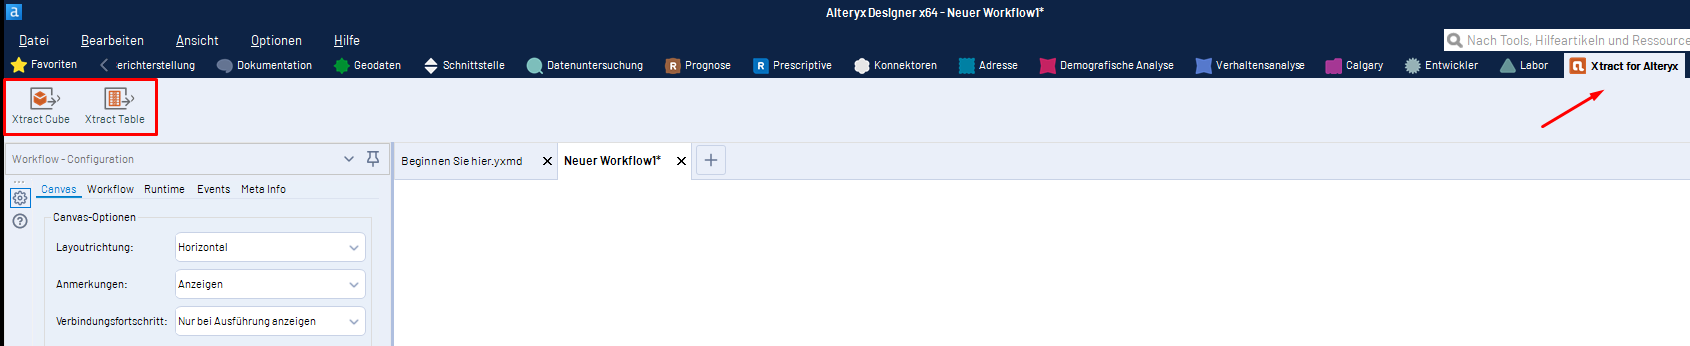 a
Alteryx Designer x64 - Neuer Workflow1*
Datei Bearbeiten Ansicht Optionen Hilfe
Nach Tools, Hilfeartikeln und Ressource
Favoriten erichterstellung Dokumentation Geodaten Schnittstelle Datenuntersuchung R Prognose R Prescriptive Konnektoren Adresse Demografische Analyse Verhaltensanalyse Calgary Entwickler Labor a Xtract for Alteryx
Xtract Cube Xtract Table
Workflow - Configuration
Beginnen Sie hier.yxmd Neuer Workflow1*
Canvas Workflow Runtime Events Meta Info
Canvas-Optionen
Layoutrichtung: Horizontal
Anmerkungen: Anzeigen
Verbindungsfortschritt: Nur bei Ausführung anzeigen